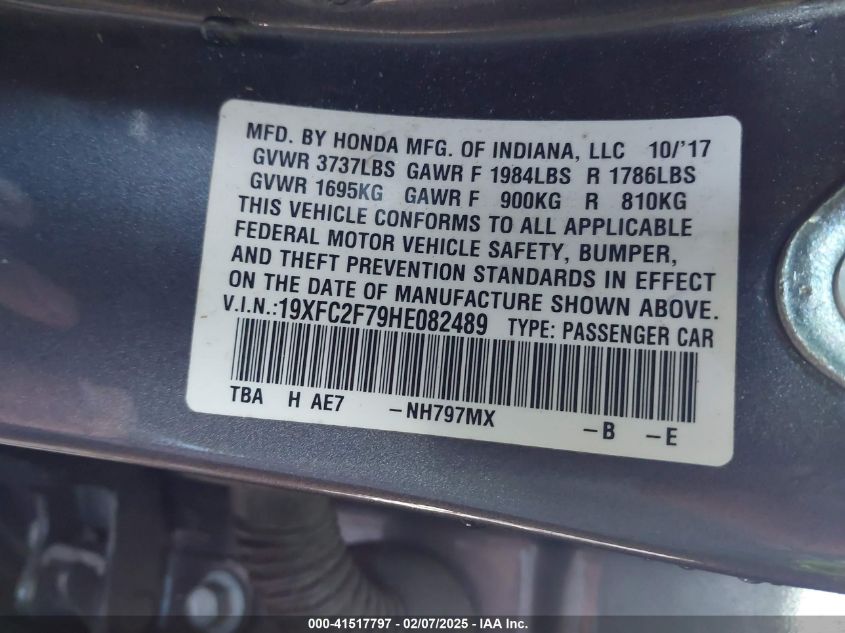 MFD. BY HONDA MFG. OF INDIANA, LLC 10/'17
GVWR 3737LBS GAWR F 1984LBS R 1786LBS
GVWR 1695KG GAWR F 900KG R 810KG
THIS VEHICLE CONFORMS TO ALL APPLICABLE
FEDERAL MOTOR VEHICLE SAFETY, BUMPER,
AND THEFT PREVENTION STANDARDS IN EFFECT
ON THE DATE OF MANUFACTURE SHOWN ABOVE.
V.I.N.:19XFC2F79HE082489 TYPE: PASSENGER CAR
TBA H AE7 -NH797MX -B -E
000-41517797 - 02/07/2025 - IAA Inc.